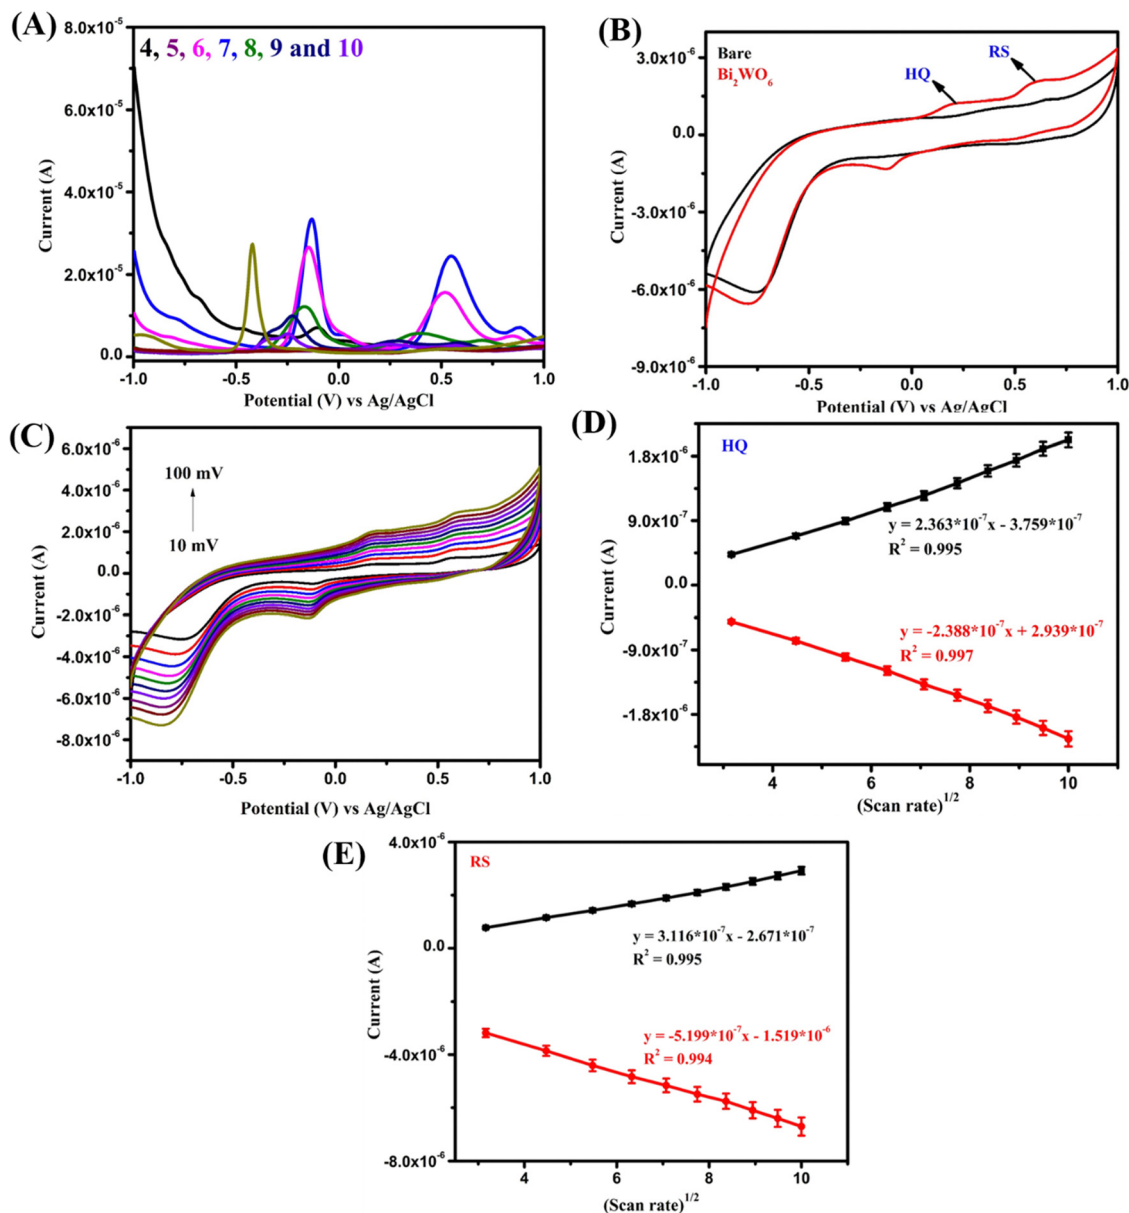 (A)
4, 5, 6, 7, 8, 9 and 10
8.0x10⁻⁵
6.0x10⁻⁵
4.0x10⁻⁵
2.0x10⁻⁵
0.0
Current (A)
-1.0 -0.5 0.0 0.5 1.0
Potential (V) vs Ag/AgCl
(B)
Bare
Bi₂WO₆
HQ
RS
3.0x10⁻⁶
0.0
-3.0x10⁻⁶
-6.0x10⁻⁶
-9.0x10⁻⁶
Current (A)
-1.0 -0.5 0.0 0.5 1.0
Potential (V) vs Ag/AgCl
(C)
100 mV
10 mV
6.0x10⁻⁶
4.0x10⁻⁶
2.0x10⁻⁶
0.0
-2.0x10⁻⁶
-4.0x10⁻⁶
-6.0x10⁻⁶
-8.0x10⁻⁶
Current (A)
-1.0 -0.5 0.0 0.5 1.0
Potential (V) vs Ag/AgCl
(D)
HQ
1.8x10⁻⁶
9.0x10⁻⁷
0.0
-9.0x10⁻⁷
-1.8x10⁻⁶
Current (A)
y = 2.363*10⁻⁷x - 3.759*10⁻⁷
R² = 0.995
y = -2.388*10⁻⁷x + 2.939*10⁻⁷
R² = 0.997
4 6 8 10
(Scan rate)¹/²
(E)
RS
4.0x10⁻⁶
0.0
-4.0x10⁻⁶
-8.0x10⁻⁶
Current (A)
y = 3.116*10⁻⁷x - 2.671*10⁻⁷
R² = 0.995
y = -5.199*10⁻⁷x - 1.519*10⁻⁶
R² = 0.994
4 6 8 10
(Scan rate)¹/²